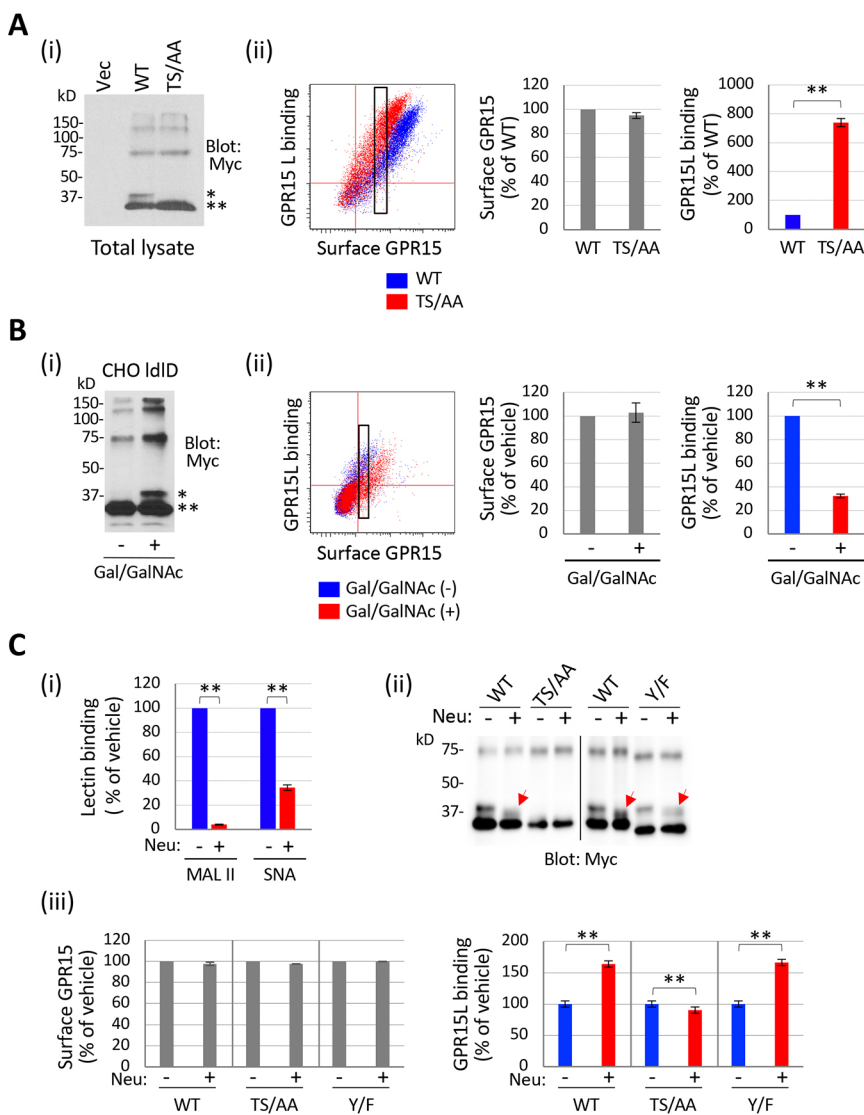 A
(i)
Vec
WT
TS/AA
kD
150-
100-
75-
50-
37-
Blot:
Myc
*
**
Total lysate
(ii)
GPR15 L binding
Surface GPR15
WT
TS/AA
Surface GPR15
(% of WT)
120
100
80
60
40
20
0
WT TS/AA
GPR15L binding
(% of WT)
1000
800
600
400
200
0
**
WT TS/AA
B
(i)
CHO ldlD
kD
150-
100-
75-
50-
37-
Blot:
Myc
*
**
- +
Gal/GalNAc
(ii)
GPR15L binding
Surface GPR15
Gal/GalNAc (-)
Gal/GalNAc (+)
Surface GPR15
(% of vehicle)
120
100
80
60
40
20
0
- +
Gal/GalNAc
GPR15L binding
(% of vehicle)
120
100
80
60
40
20
0
**
- +
Gal/GalNAc
C
(i)
Lectin binding
( % of vehicle)
120
100
80
60
40
20
0
** **
Neu: - + - +
MAL II SNA
(ii)
WT TS/AA WT Y/F
Neu: - + - + - + - +
kD
75-
50-
37-
Blot: Myc
(iii)
Surface GPR15
(% of vehicle)
120
100
80
60
40
20
0
Neu: - + - + - +
WT TS/AA Y/F
GPR15L binding
(% of vehicle)
200
150
100
50
0
** ** **
Neu: - + - + - +
WT TS/AA Y/F